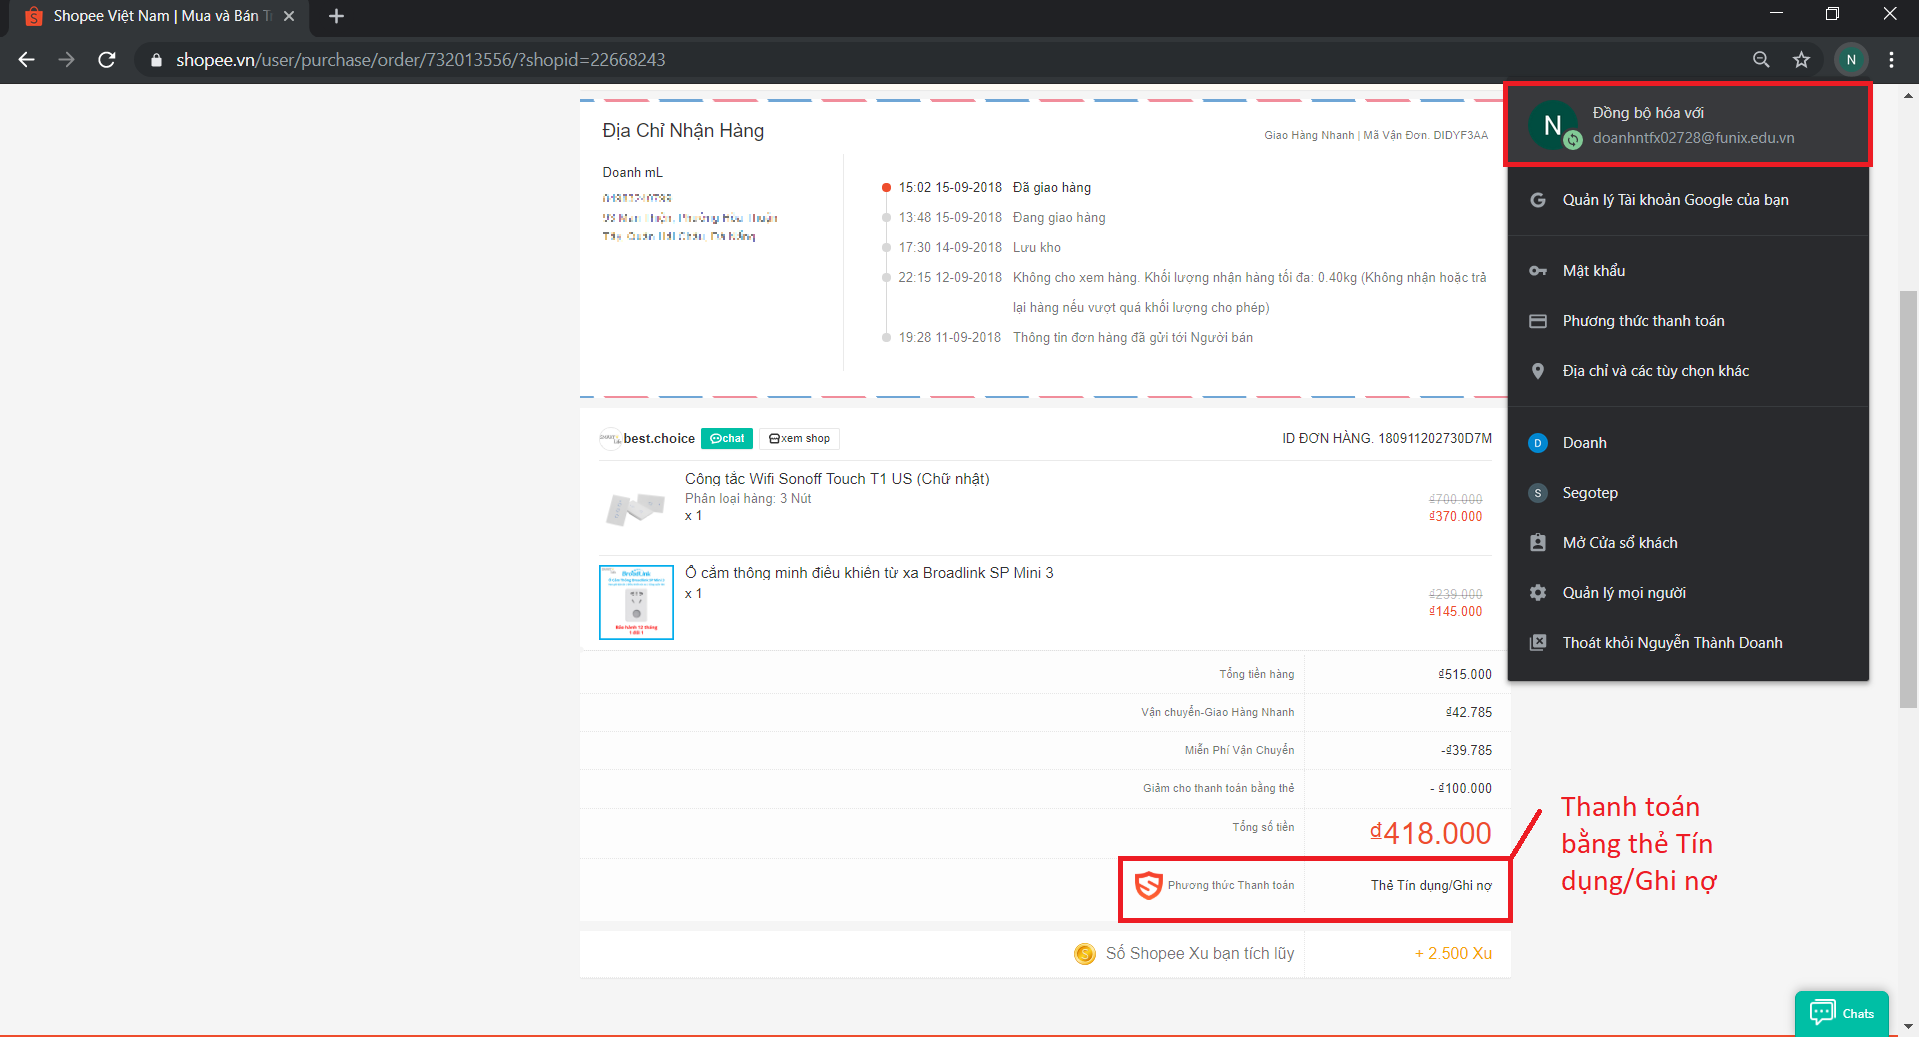 Shopee Việt Nam | Mua và Bán Tr
shopee.vn/user/purchase/order/732013556/?shopid=22668243
N
Địa Chỉ Nhận Hàng
Giao Hàng Nhanh | Mã Vận Đơn. DIDYF3AA
Doanh mL
15:02 15-09-2018 Đã giao hàng
13:48 15-09-2018 Đang giao hàng
17:30 14-09-2018 Lưu kho
22:15 12-09-2018 Không cho xem hàng. Khối lượng nhận hàng tối đa: 0.40kg (Không nhận hoặc trả
lại hàng nếu vượt quá khối lượng cho phép)
19:28 11-09-2018 Thông tin đơn hàng đã gửi tới Người bán
best.choice chat xem shop
ID ĐƠN HÀNG. 180911202730D7M
Công tắc Wifi Sonoff Touch T1 US (Chữ nhật)
Phân loại hàng: 3 Nút
x 1
₫700.000
₫370.000
Ổ cắm thông minh điều khiển từ xa Broadlink SP Mini 3
x 1
₫239.000
₫145.000
BroadLink
Bảo hành 12 tháng
1 đổi 1
Tổng tiền hàng ₫515.000
Vận chuyển-Giao Hàng Nhanh ₫42.785
Miễn Phí Vận Chuyển -₫39.785
Giảm cho thanh toán bằng thẻ - ₫100.000
Tổng số tiền ₫418.000
Phương thức Thanh toán Thẻ Tín dụng/Ghi nợ
Số Shopee Xu bạn tích lũy + 2.500 Xu
N
Đồng bộ hóa với
doanhntfx02728@funix.edu.vn
Quản lý Tài khoản Google của bạn
Mật khẩu
Phương thức thanh toán
Địa chỉ và các tùy chọn khác
D Doanh
S Segotep
Mở Cửa sổ khách
Quản lý mọi người
Thoát khỏi Nguyễn Thành Doanh
Thanh toán
bằng thẻ Tín
dụng/Ghi nợ
Chats